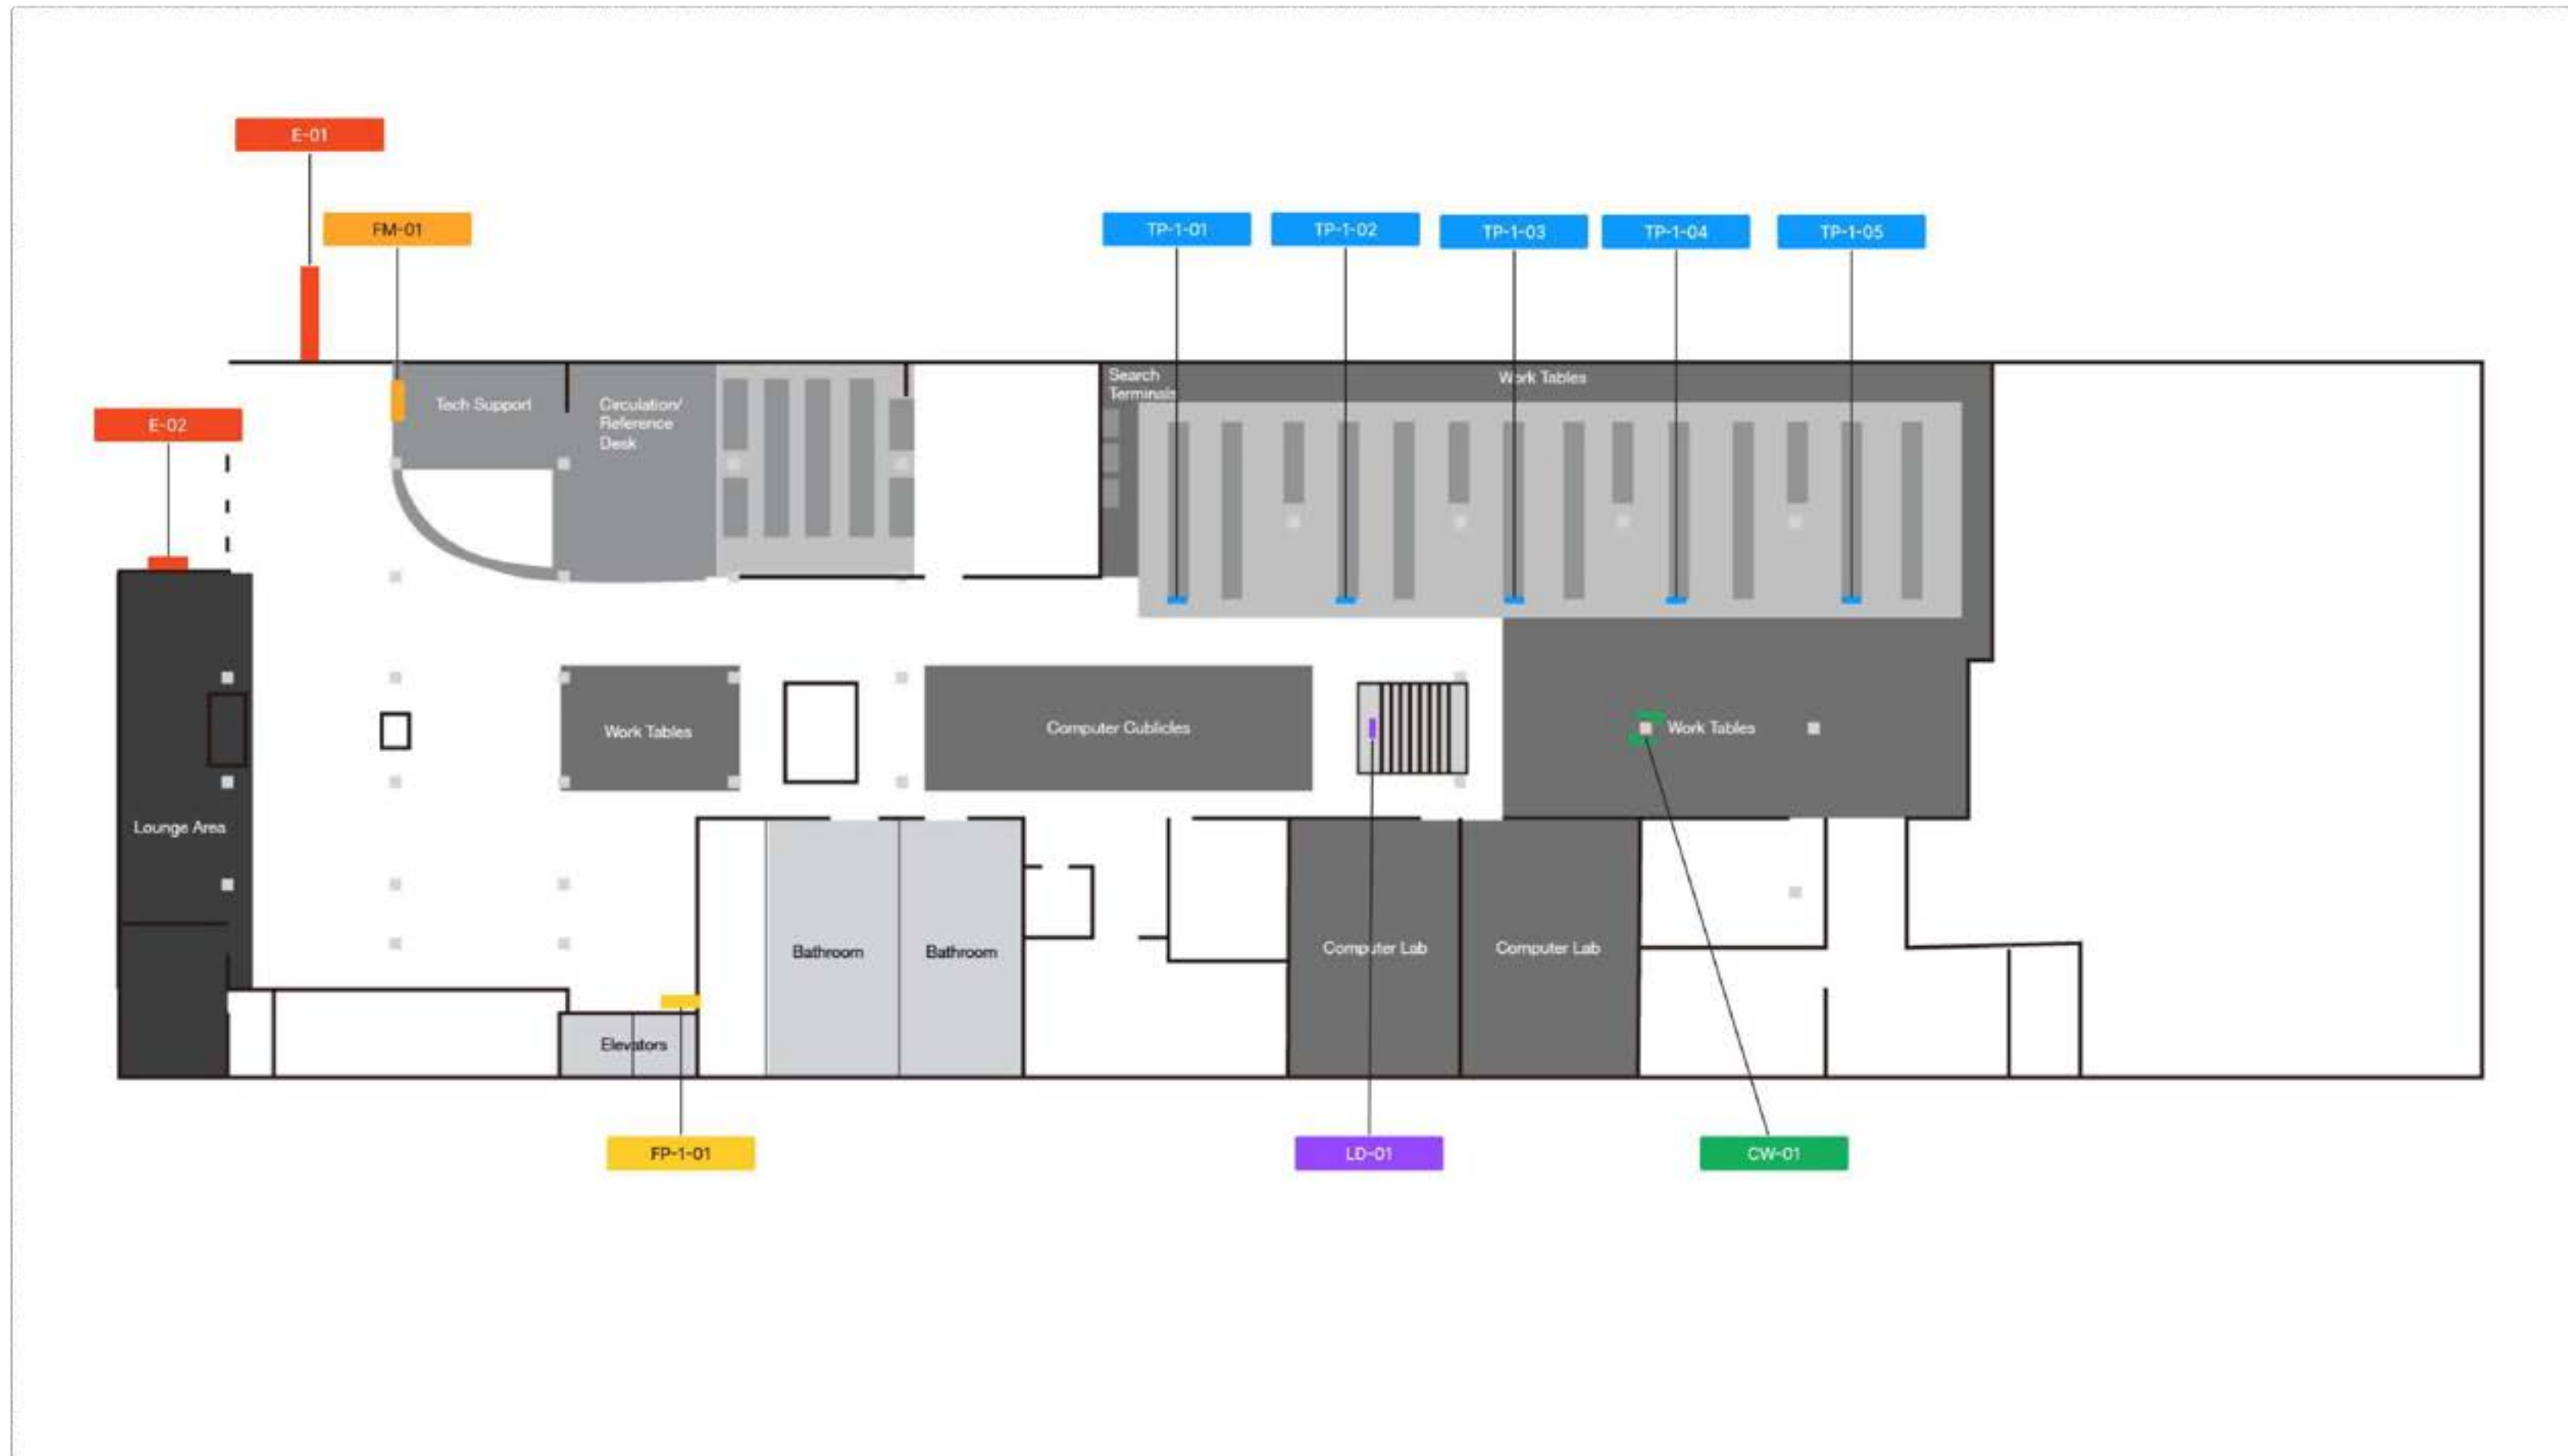 E-01
FM-01
TP-1-01
TP-1-02
TP-1-03
TP-1-04
TP-1-05
E-02
Search
Terminals
Work Tables
Tech Support
Circulation/
Reference
Desk
Work Tables
Computer Cublicles
Work Tables
Lounge Area
Bathroom
Bathroom
Computer Lab
Computer Lab
Elevators
FP-1-01
LD-01
CW-01